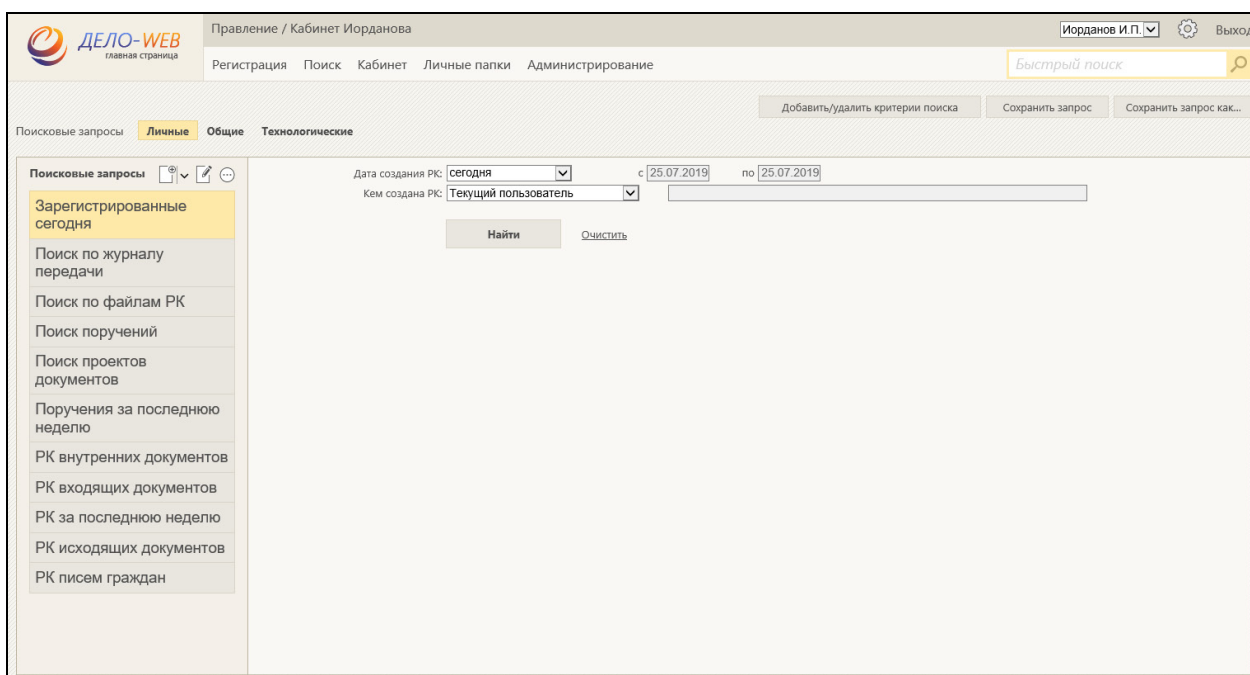 ДЕЛО-WEB
главная страница
Правление / Кабинет Иорданова
Иорданов И.П.
Выход
Регистрация Поиск Кабинет Личные папки Администрирование
Быстрый поиск
Добавить/удалить критерии поиска Сохранить запрос Сохранить запрос как...
Поисковые запросы Личные Общие Технологические
Поисковые запросы
Зарегистрированные
сегодня
Поиск по журналу
передачи
Поиск по файлам РК
Поиск поручений
Поиск проектов
документов
Поручения за последнюю
неделю
РК внутренних документов
РК входящих документов
РК за последнюю неделю
РК исходящих документов
РК писем граждан
Дата создания РК: сегодня с 25.07.2019 по 25.07.2019
Кем создана РК: Текущий пользователь
Найти Очистить